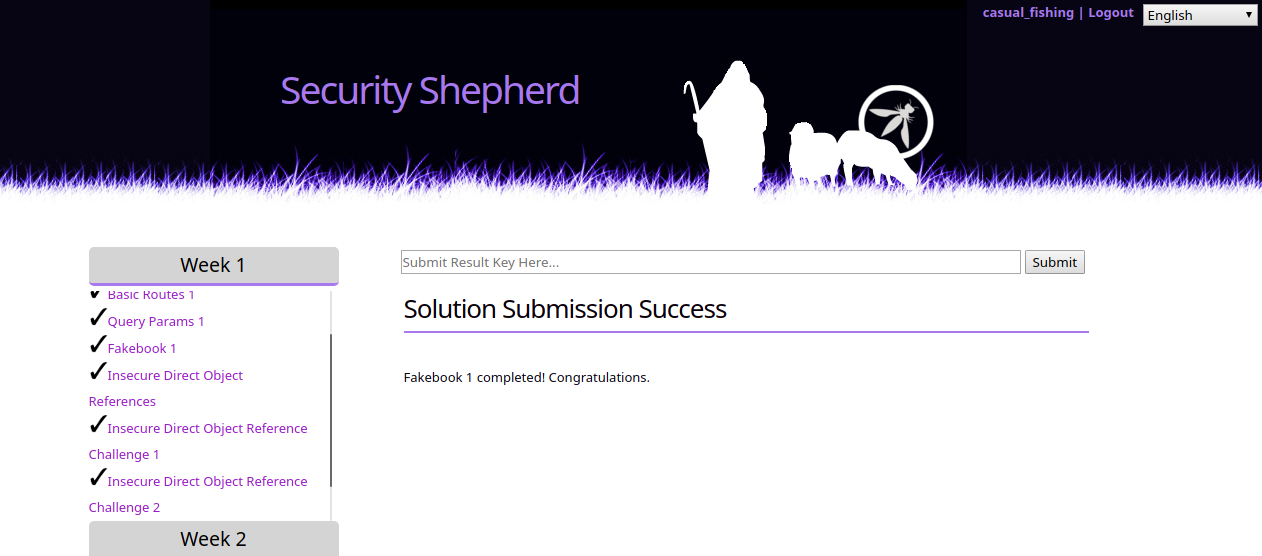 casual_fishing | Logout
English
Security Shepherd
Week 1
Submit Result Key Here...
Submit
Basic Routes 1
Query Params 1
Fakebook 1
Insecure Direct Object
References
Insecure Direct Object Reference
Challenge 1
Insecure Direct Object Reference
Challenge 2
Week 2
Solution Submission Success
Fakebook 1 completed! Congratulations.